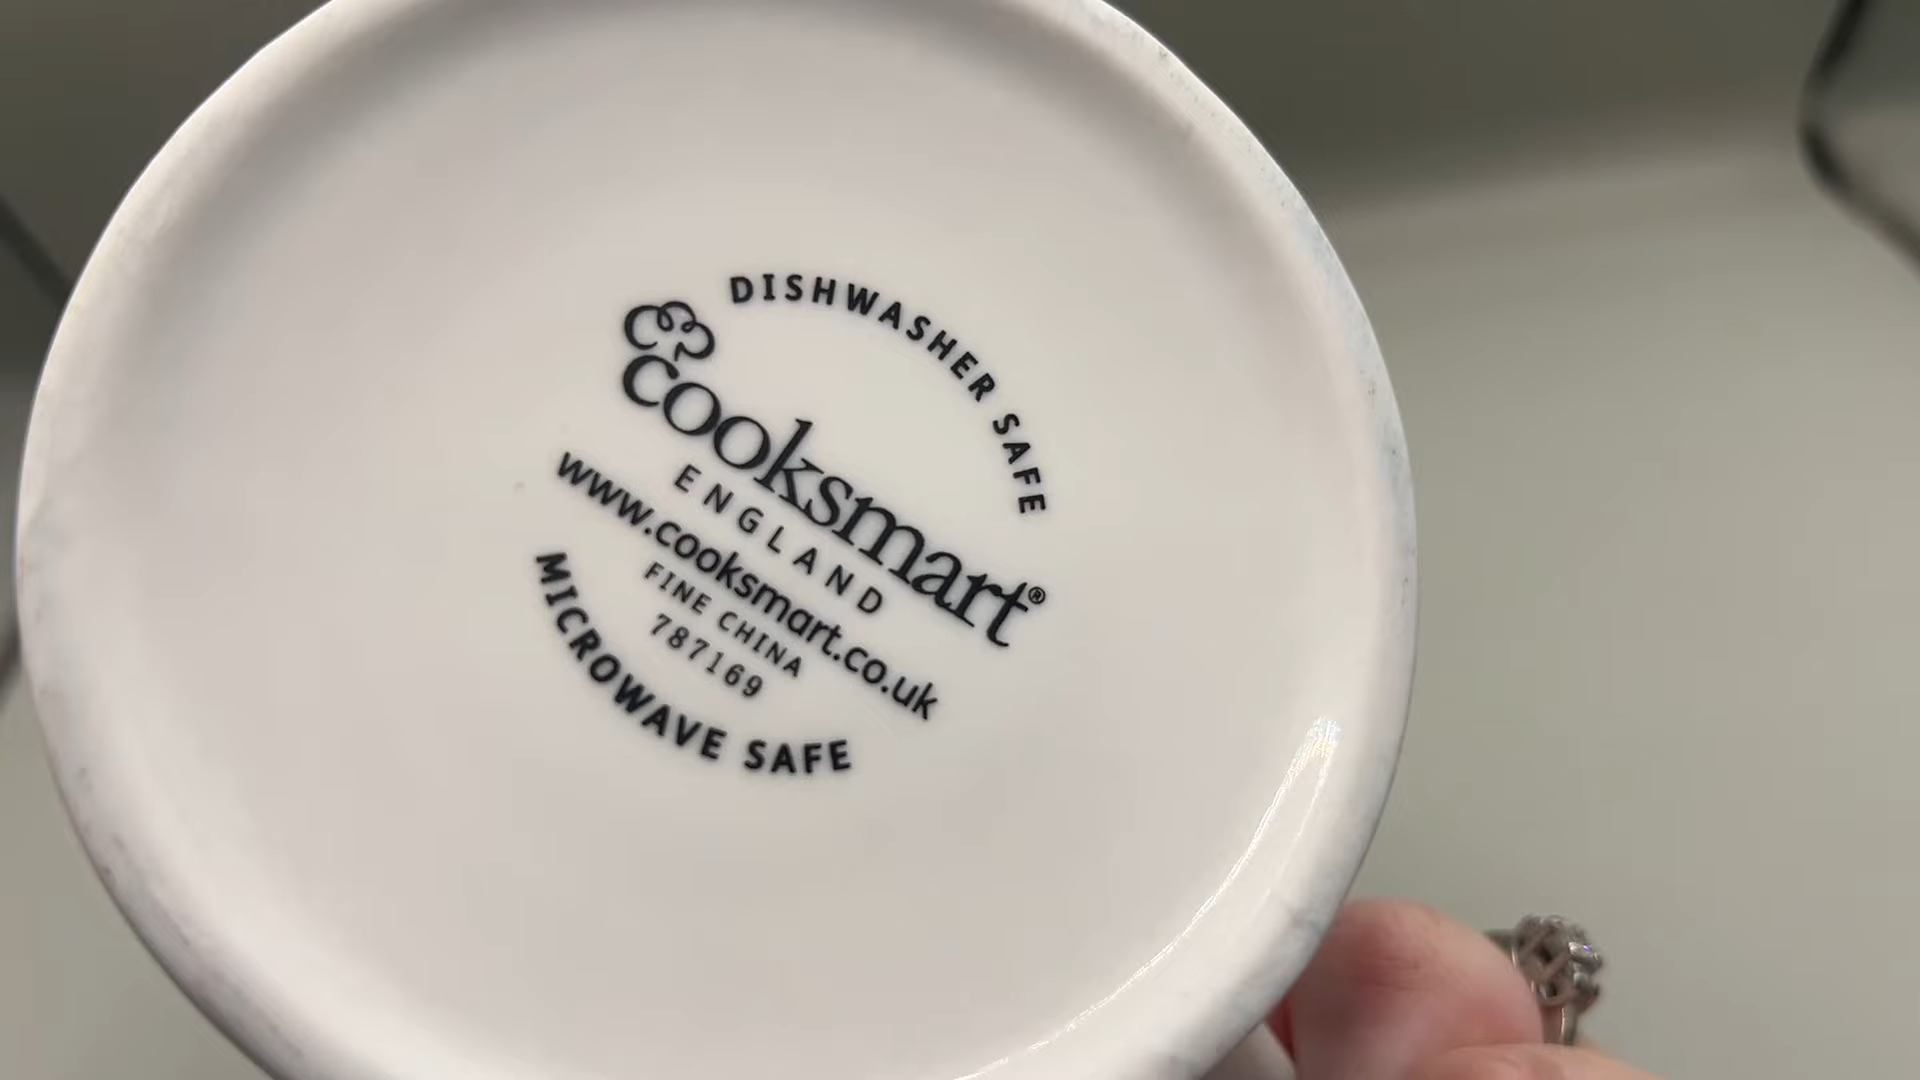 DISHWASHER SAFE
cooksmart®
ENGLAND
www.cooksmart.co.uk
FINE CHINA
787169
MICROWAVE SAFE